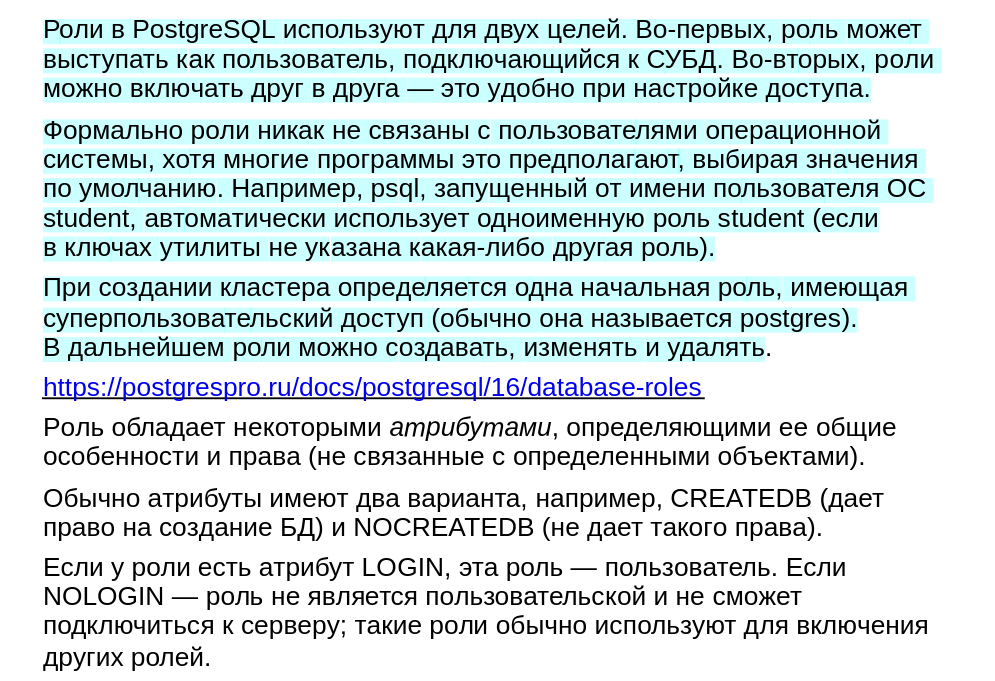 Роли в PostgreSQL используют для двух целей. Во-первых, роль может
выступать как пользователь, подключающийся к СУБД. Во-вторых, роли
можно включать друг в друга — это удобно при настройке доступа.
Формально роли никак не связаны с пользователями операционной
системы, хотя многие программы это предполагают, выбирая значения
по умолчанию. Например, psql, запущенный от имени пользователя ОС
student, автоматически использует одноименную роль student (если
в ключах утилиты не указана какая-либо другая роль).
При создании кластера определяется одна начальная роль, имеющая
суперпользовательский доступ (обычно она называется postgres).
В дальнейшем роли можно создавать, изменять и удалять.
https://postgrespro.ru/docs/postgresql/16/database-roles
Роль обладает некоторыми атрибутами, определяющими ее общие
особенности и права (не связанные с определенными объектами).
Обычно атрибуты имеют два варианта, например, CREATEDB (дает
право на создание БД) и NOCREATEDB (не дает такого права).
Если у роли есть атрибут LOGIN, эта роль — пользователь. Если
NOLOGIN — роль не является пользовательской и не сможет
подключиться к серверу; такие роли обычно используют для включения
других ролей.